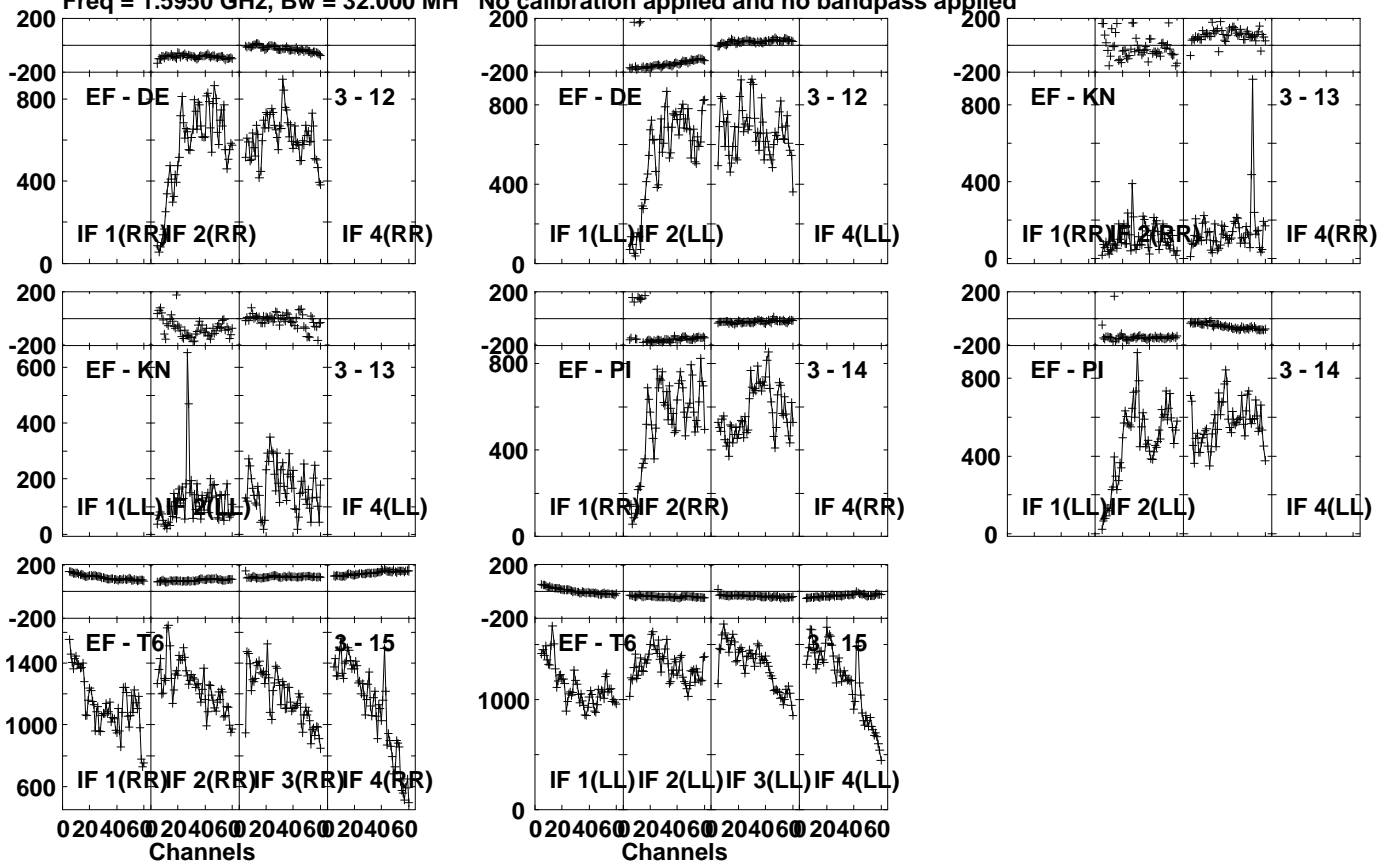 Freq = 1.5950 GHz, Bw = 32.000 MH No calibration applied and no bandpass applied
200
-200
800
400
0
EF - DE
3 - 12
IF 1(RR)
IF 2(RR)
IF 4(RR)
200
-200
800
400
0
EF - DE
3 - 12
IF 1(LL)
IF 2(LL)
IF 4(LL)
200
-200
800
400
0
EF - KN
3 - 13
IF 1(RR)
IF 2(RR)
IF 4(RR)
200
-200
600
400
200
0
EF - KN
3 - 13
IF 1(LL)
IF 2(LL)
IF 4(LL)
200
-200
800
400
0
EF - PI
3 - 14
IF 1(RR)
IF 2(RR)
IF 4(RR)
200
-200
800
400
0
EF - PI
3 - 14
IF 1(LL)
IF 2(LL)
IF 4(LL)
200
-200
1400
1000
600
EF - T6
3 - 15
IF 1(RR)
IF 2(RR)
IF 3(RR)
IF 4(RR)
0 20 40 60 0 20 40 60 0 20 40 60 0 20 40 60
Channels
200
-200
1000
0
EF - T6
3 - 15
IF 1(LL)
IF 2(LL)
IF 3(LL)
IF 4(LL)
0 20 40 60 0 20 40 60 0 20 40 60 0 20 40 60
Channels